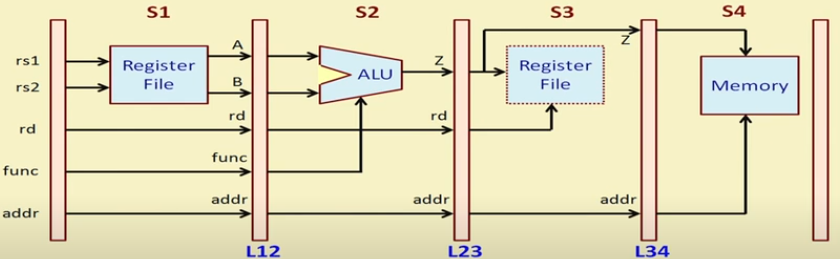 S1 S2 S3 S4
rs1
rs2
rd
func
addr
Register
File
A
B
rd
func
addr
ALU
Z
rd
addr
Register
File
Z
addr
Memory
L12 L23 L34